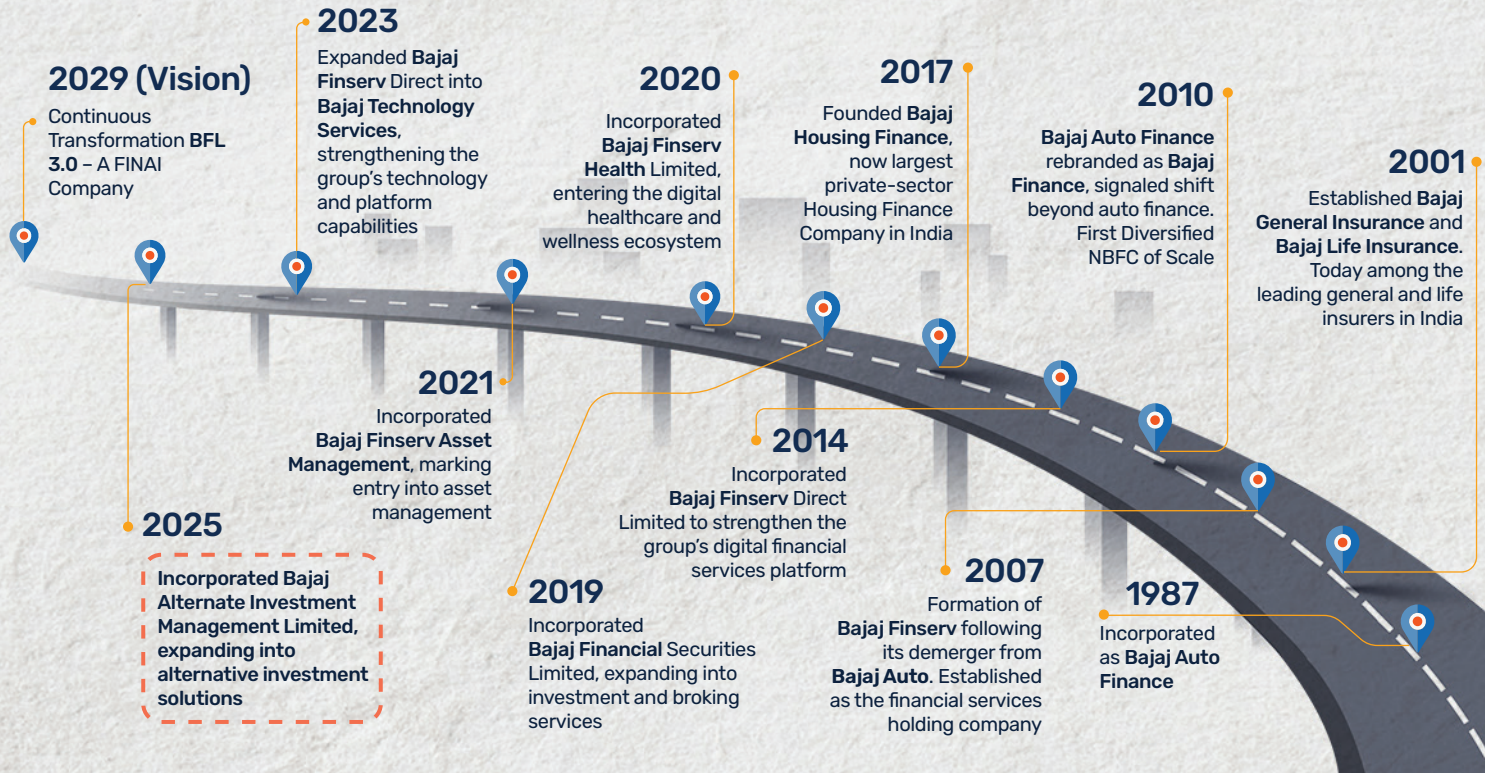 2029 (Vision)
Continuous
Transformation BFL
3.0 – A FINAI
Company
2023
Expanded Bajaj
Finserv Direct into
Bajaj Technology
Services,
strengthening the
group's technology
and platform
capabilities
2020
Incorporated
Bajaj Finserv
Health Limited,
entering the digital
healthcare and
wellness ecosystem
2017
Founded Bajaj
Housing Finance,
now largest
private-sector
Housing Finance
Company in India
2010
Bajaj Auto Finance
rebranded as Bajaj
Finance, signaled shift
beyond auto finance.
First Diversified
NBFC of Scale
2001
Established Bajaj
General Insurance and
Bajaj Life Insurance.
Today among the
leading general and life
insurers in India
2025
Incorporated Bajaj
Alternate Investment
Management Limited,
expanding into
alternative investment
solutions
2021
Incorporated
Bajaj Finserv Asset
Management, marking
entry into asset
management
2019
Incorporated
Bajaj Financial Securities
Limited, expanding into
investment and broking
services
2014
Incorporated
Bajaj Finserv Direct
Limited to strengthen the
group's digital financial
services platform
2007
Formation of
Bajaj Finserv following
its demerger from
Bajaj Auto. Established
as the financial services
holding company
1987
Incorporated
as Bajaj Auto
Finance